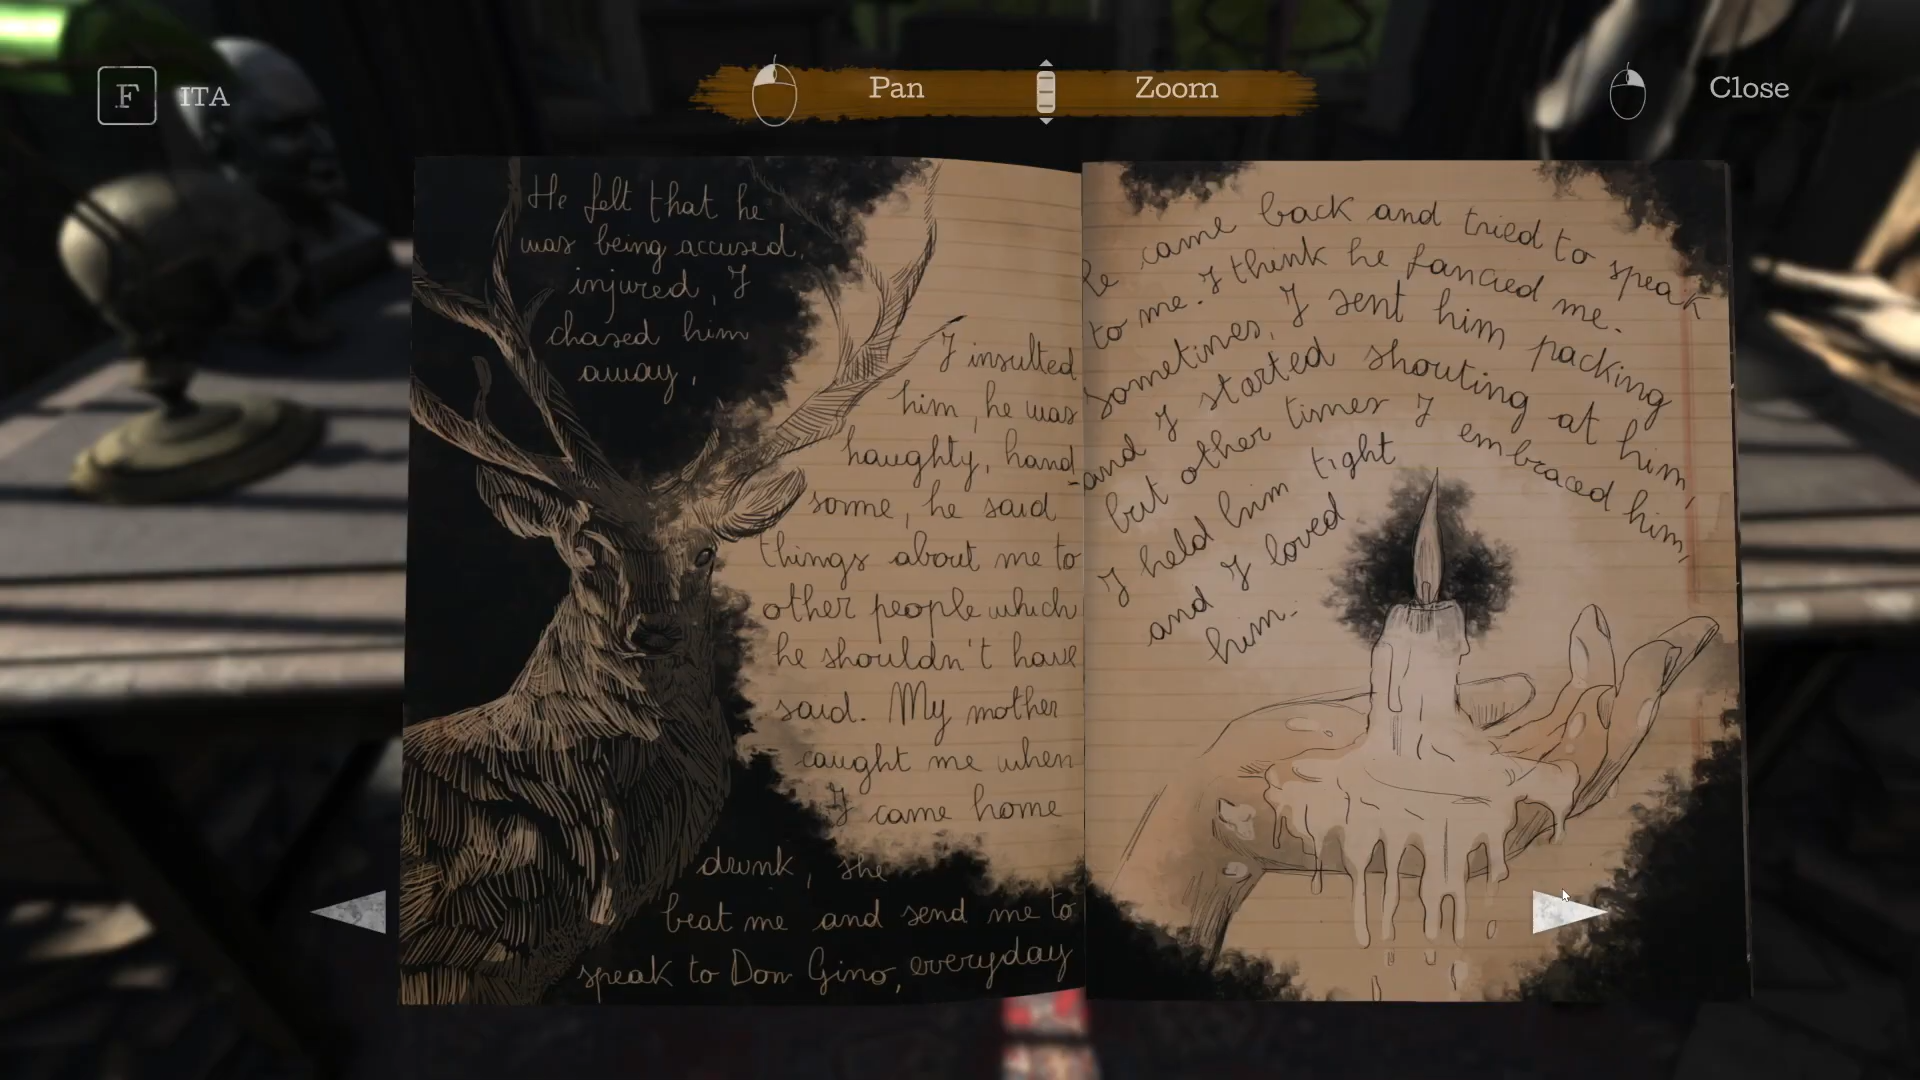 F ITA
Pan
Zoom
Close
He felt that he
was being accused,
injured, I
chased him
away,
I insulted
him, he was
haughty, hand
some, he said
things about me to
other people which
he shouldn't have
said. My mother
caught me when
I came home
drunk, she
beat me and send me to
speak to Don Gino, everyday
he came back and tried to speak
to me. I think he fancied me.
Sometimes, I sent him packing
and I started shouting at him,
but other times I embraced him,
I held him tight
and I loved
him.